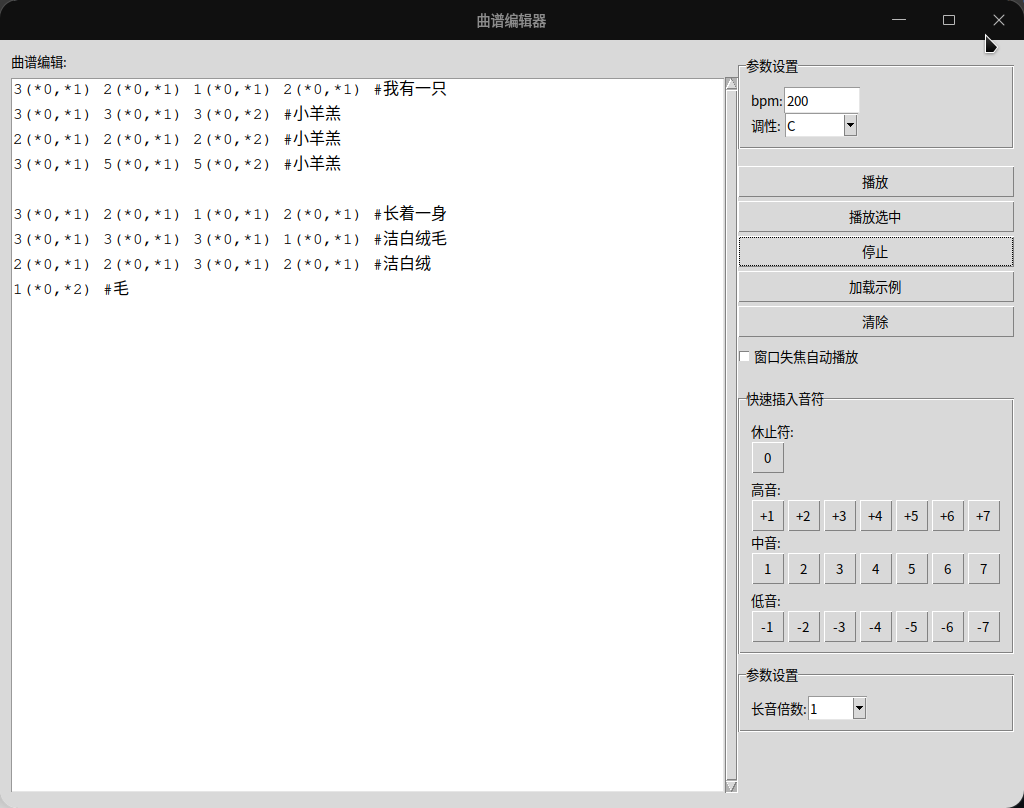 曲谱编辑器
曲谱编辑:
3(*0,*1) 2(*0,*1) 1(*0,*1) 2(*0,*1) #我有一只
3(*0,*1) 3(*0,*1) 3(*0,*2) #小羊羔
2(*0,*1) 2(*0,*1) 2(*0,*2) #小羊羔
3(*0,*1) 5(*0,*1) 5(*0,*2) #小羊羔
3(*0,*1) 2(*0,*1) 1(*0,*1) 2(*0,*1) #长着一身
3(*0,*1) 3(*0,*1) 3(*0,*1) 1(*0,*1) #洁白绒毛
2(*0,*1) 2(*0,*1) 3(*0,*1) 2(*0,*1) #洁白绒
1(*0,*2) #毛
参数设置
bpm: 200
调性: C
播放
播放选中
停止
加载示例
清除
窗口失焦自动播放
快速插入音符
休止符:
0
高音:
+1 +2 +3 +4 +5 +6 +7
中音:
1 2 3 4 5 6 7
低音:
-1 -2 -3 -4 -5 -6 -7
参数设置
长音倍数: 1